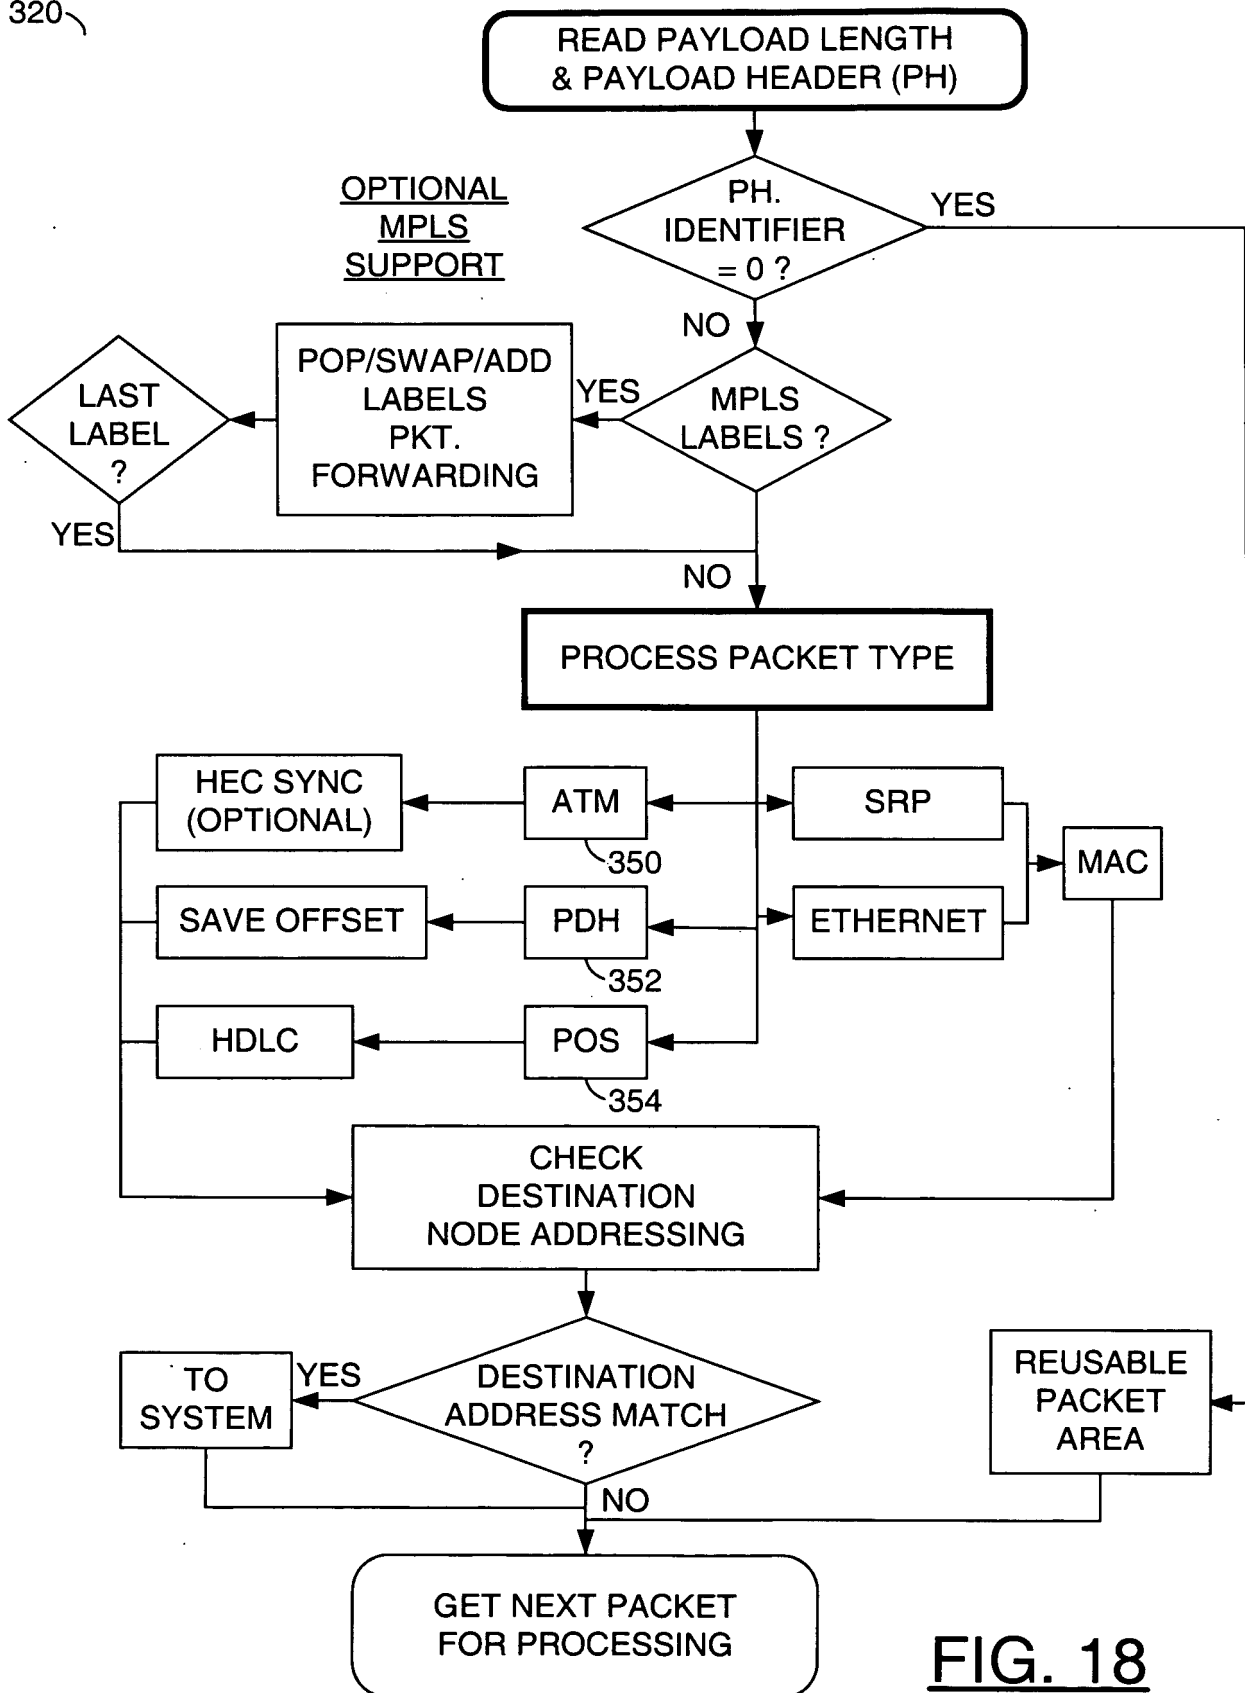 320
READ PAYLOAD LENGTH
& PAYLOAD HEADER (PH)
OPTIONAL
MPLS
SUPPORT
PH.
IDENTIFIER
= 0 ?
YES
NO
LAST
LABEL
?
POP/SWAP/ADD
LABELS
PKT.
FORWARDING
YES
MPLS
LABELS ?
YES
NO
PROCESS PACKET TYPE
HEC SYNC
(OPTIONAL)
ATM
350
SRP
MAC
SAVE OFFSET
PDH
352
ETHERNET
HDLC
POS
354
CHECK
DESTINATION
NODE ADDRESSING
TO
SYSTEM
YES
DESTINATION
ADDRESS MATCH
?
NO
REUSABLE
PACKET
AREA
GET NEXT PACKET
FOR PROCESSING
FIG. 18